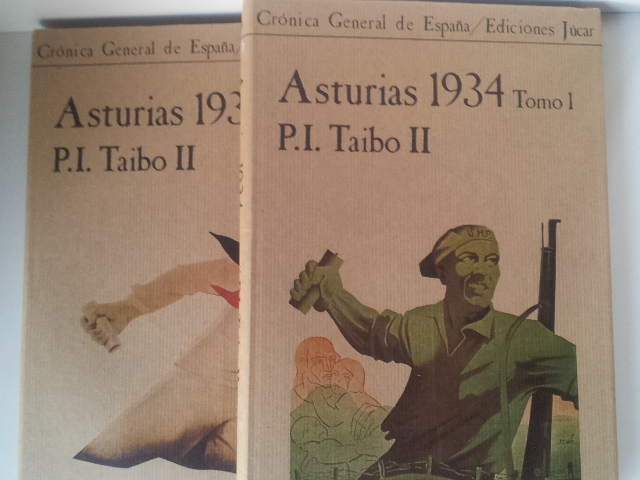 Crónica General de España/
Asturias 193
P.I. Taibo II
Crónica General de España/Ediciones Júcar
Asturias 1934 Tomo 1
P.I. Taibo II
U.H.P.